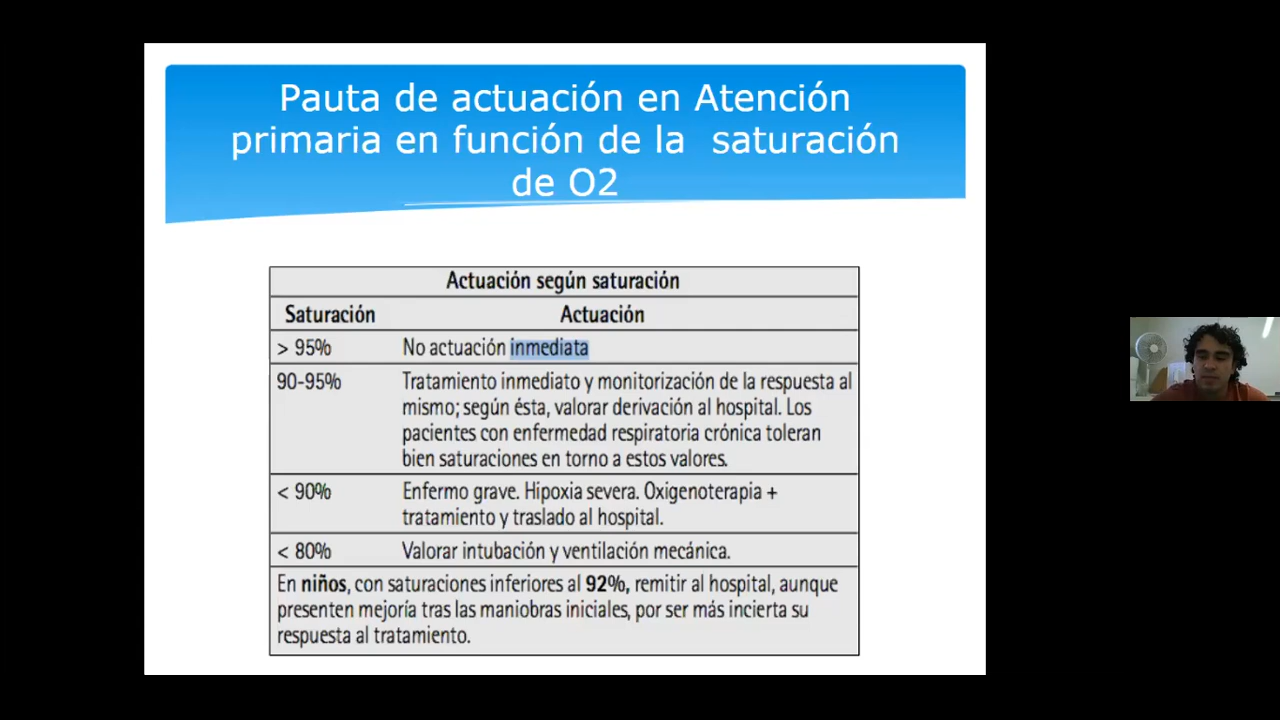 Pauta de actuación en Atención
primaria en función de la saturación
de O2
Actuación según saturación
Saturación Actuación
> 95% No actuación inmediata
90-95% Tratamiento inmediato y monitorización de la respuesta al
mismo; según ésta, valorar derivación al hospital. Los
pacientes con enfermedad respiratoria crónica toleran
bien saturaciones en torno a estos valores.
< 90% Enfermo grave. Hipoxia severa. Oxigenoterapia +
tratamiento y traslado al hospital.
< 80% Valorar intubación y ventilación mecánica.
En niños, con saturaciones inferiores al 92%, remitir al hospital, aunque
presenten mejoría tras las maniobras iniciales, por ser más incierta su
respuesta al tratamiento.